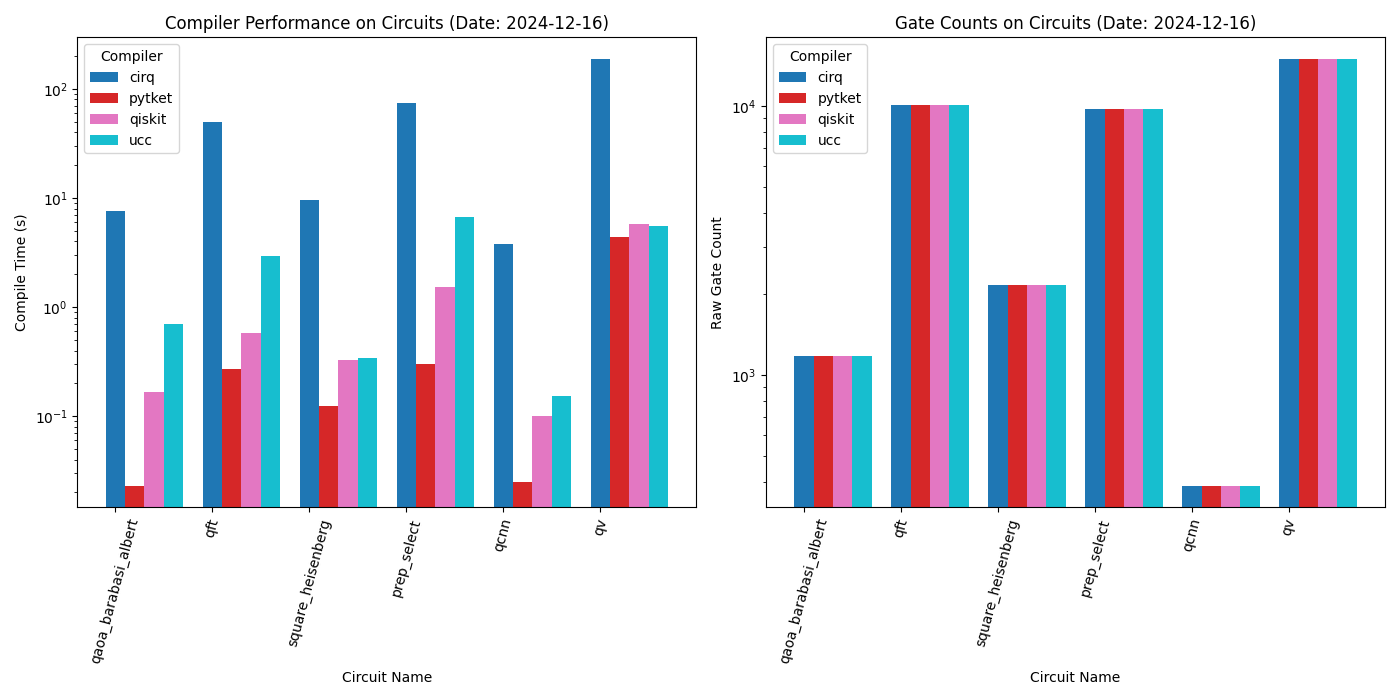 Compiler Performance on Circuits (Date: 2024-12-16)
Compiler
cirq
pytket
qiskit
ucc
Compile Time (s)
10²
10¹
10⁰
10⁻¹
qaoa_barabasi_albert
qft
square_heisenberg
prep_select
qcnn
qv
Circuit Name
Gate Counts on Circuits (Date: 2024-12-16)
Compiler
cirq
pytket
qiskit
ucc
Raw Gate Count
10⁴
10³
qaoa_barabasi_albert
qft
square_heisenberg
prep_select
qcnn
qv
Circuit Name